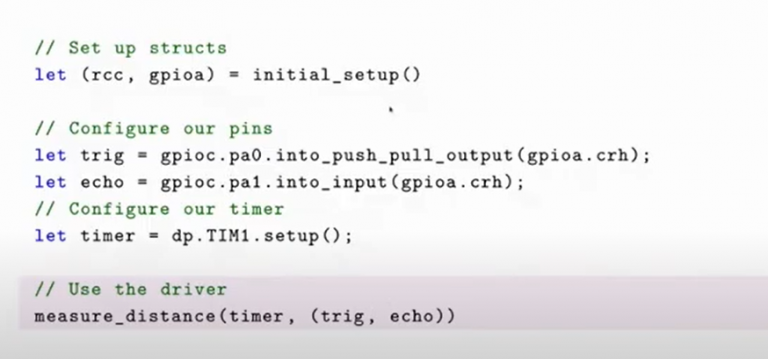 // Set up structs
let (rcc, gpioa) = initial_setup()
// Configure our pins
let trig = gpioc.pa0.into_push_pull_output(gpioa.crh);
let echo = gpioc.pa1.into_input(gpioa.crh);
// Configure our timer
let timer = dp.TIM1.setup();
// Use the driver
measure_distance(timer, (trig, echo))